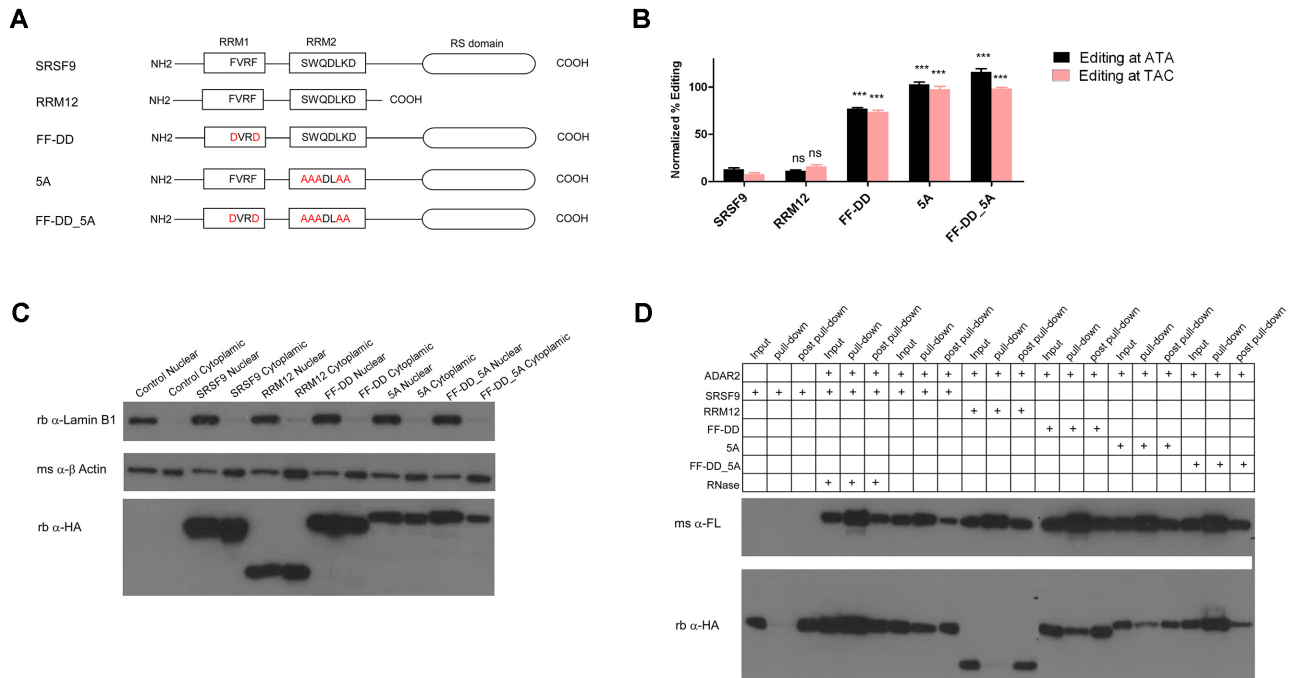 A
RRM1 RRM2 RS domain
SRSF9 NH2 FVRF SWQDLKD COOH
RRM12 NH2 FVRF SWQDLKD COOH
FF-DD NH2 DVRD SWQDLKD COOH
5A NH2 FVRF AAADLAA COOH
FF-DD_5A NH2 DVRD AAADLAA COOH
B
Normalized % Editing
100
50
0
ns ns *** *** *** *** *** ***
SRSF9 RRM12 FF-DD 5A FF-DD_5A
Editing at ATA
Editing at TAC
C
Control Nuclear
Control Cytoplamic
SRSF9 Nuclear
SRSF9 Cytoplamic
RRM12 Nuclear
RRM12 Cytoplamic
FF-DD Nuclear
FF-DD Cytoplamic
5A Nuclear
5A Cytoplamic
FF-DD_5A Nuclear
FF-DD_5A Cytoplamic
rb α-Lamin B1
ms α-β Actin
rb α-HA
D
Input pull-down post pull-down Input pull-down post pull-down Input pull-down post pull-down Input pull-down post pull-down Input pull-down post pull-down Input pull-down post pull-down Input pull-down post pull-down
ADAR2 + + + + + + + + + + + + + + + + + +
SRSF9 + + + + + + + + +
RRM12 + + +
FF-DD + + +
5A + + +
FF-DD_5A + + +
RNase + + +
ms α-FL
rb α-HA